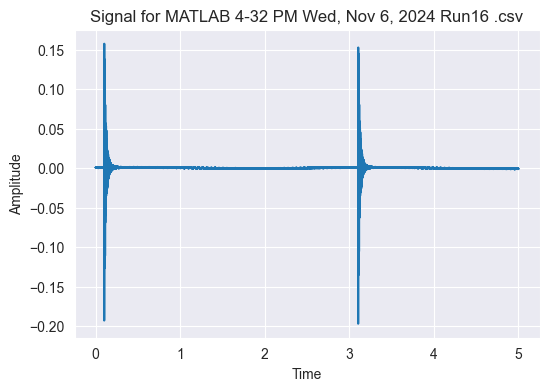 Signal for MATLAB 4-32 PM Wed, Nov 6, 2024 Run16 .csv
0.15
0.10
0.05
0.00
−0.05
−0.10
−0.15
−0.20
Amplitude
0 1 2 3 4 5
Time